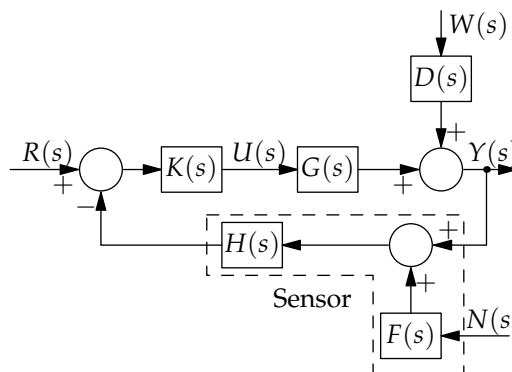 W(s)
D(s)
+
R(s) K(s) U(s) G(s) Y(s)
+ +
−
H(s) +
Sensor +
F(s) N(s